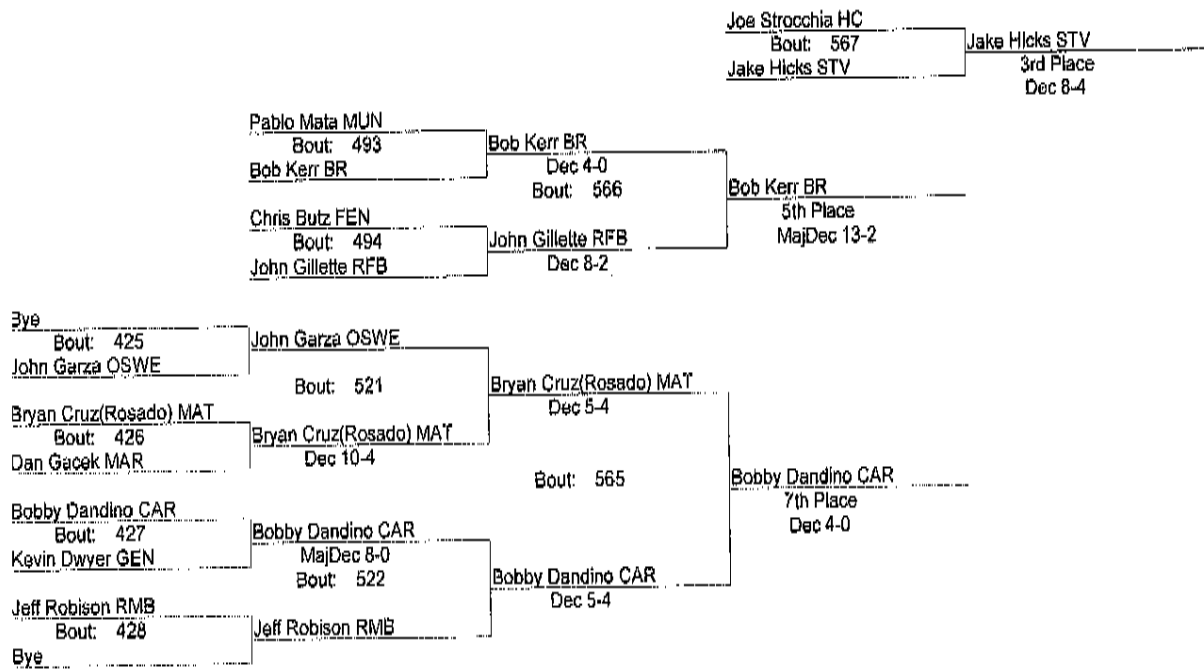 Joe Strocchia HC
Bout: 567
Jake Hicks STV
Jake Hicks STV
3rd Place
Dec 8-4
Pablo Mata MUN
Bout: 493
Bob Kerr BR
Bob Kerr BR
Dec 4-0
Bout: 566
Chris Butz FEN
Bout: 494
John Gillette RFB
John Gillette RFB
Dec 8-2
Bob Kerr BR
5th Place
MajDec 13-2
Bye
Bout: 425
John Garza OSWE
John Garza OSWE
Bout: 521
Bryan Cruz(Rosado) MAT
Bout: 426
Dan Gacek MAR
Bryan Cruz(Rosado) MAT
Dec 10-4
Bryan Cruz(Rosado) MAT
Dec 5-4
Bout: 565
Bobby Dandino CAR
Bout: 427
Kevin Dwyer GEN
Bobby Dandino CAR
MajDec 8-0
Bout: 522
Jeff Robison RMB
Bout: 428
Bye
Jeff Robison RMB
Bobby Dandino CAR
Dec 5-4
Bobby Dandino CAR
7th Place
Dec 4-0